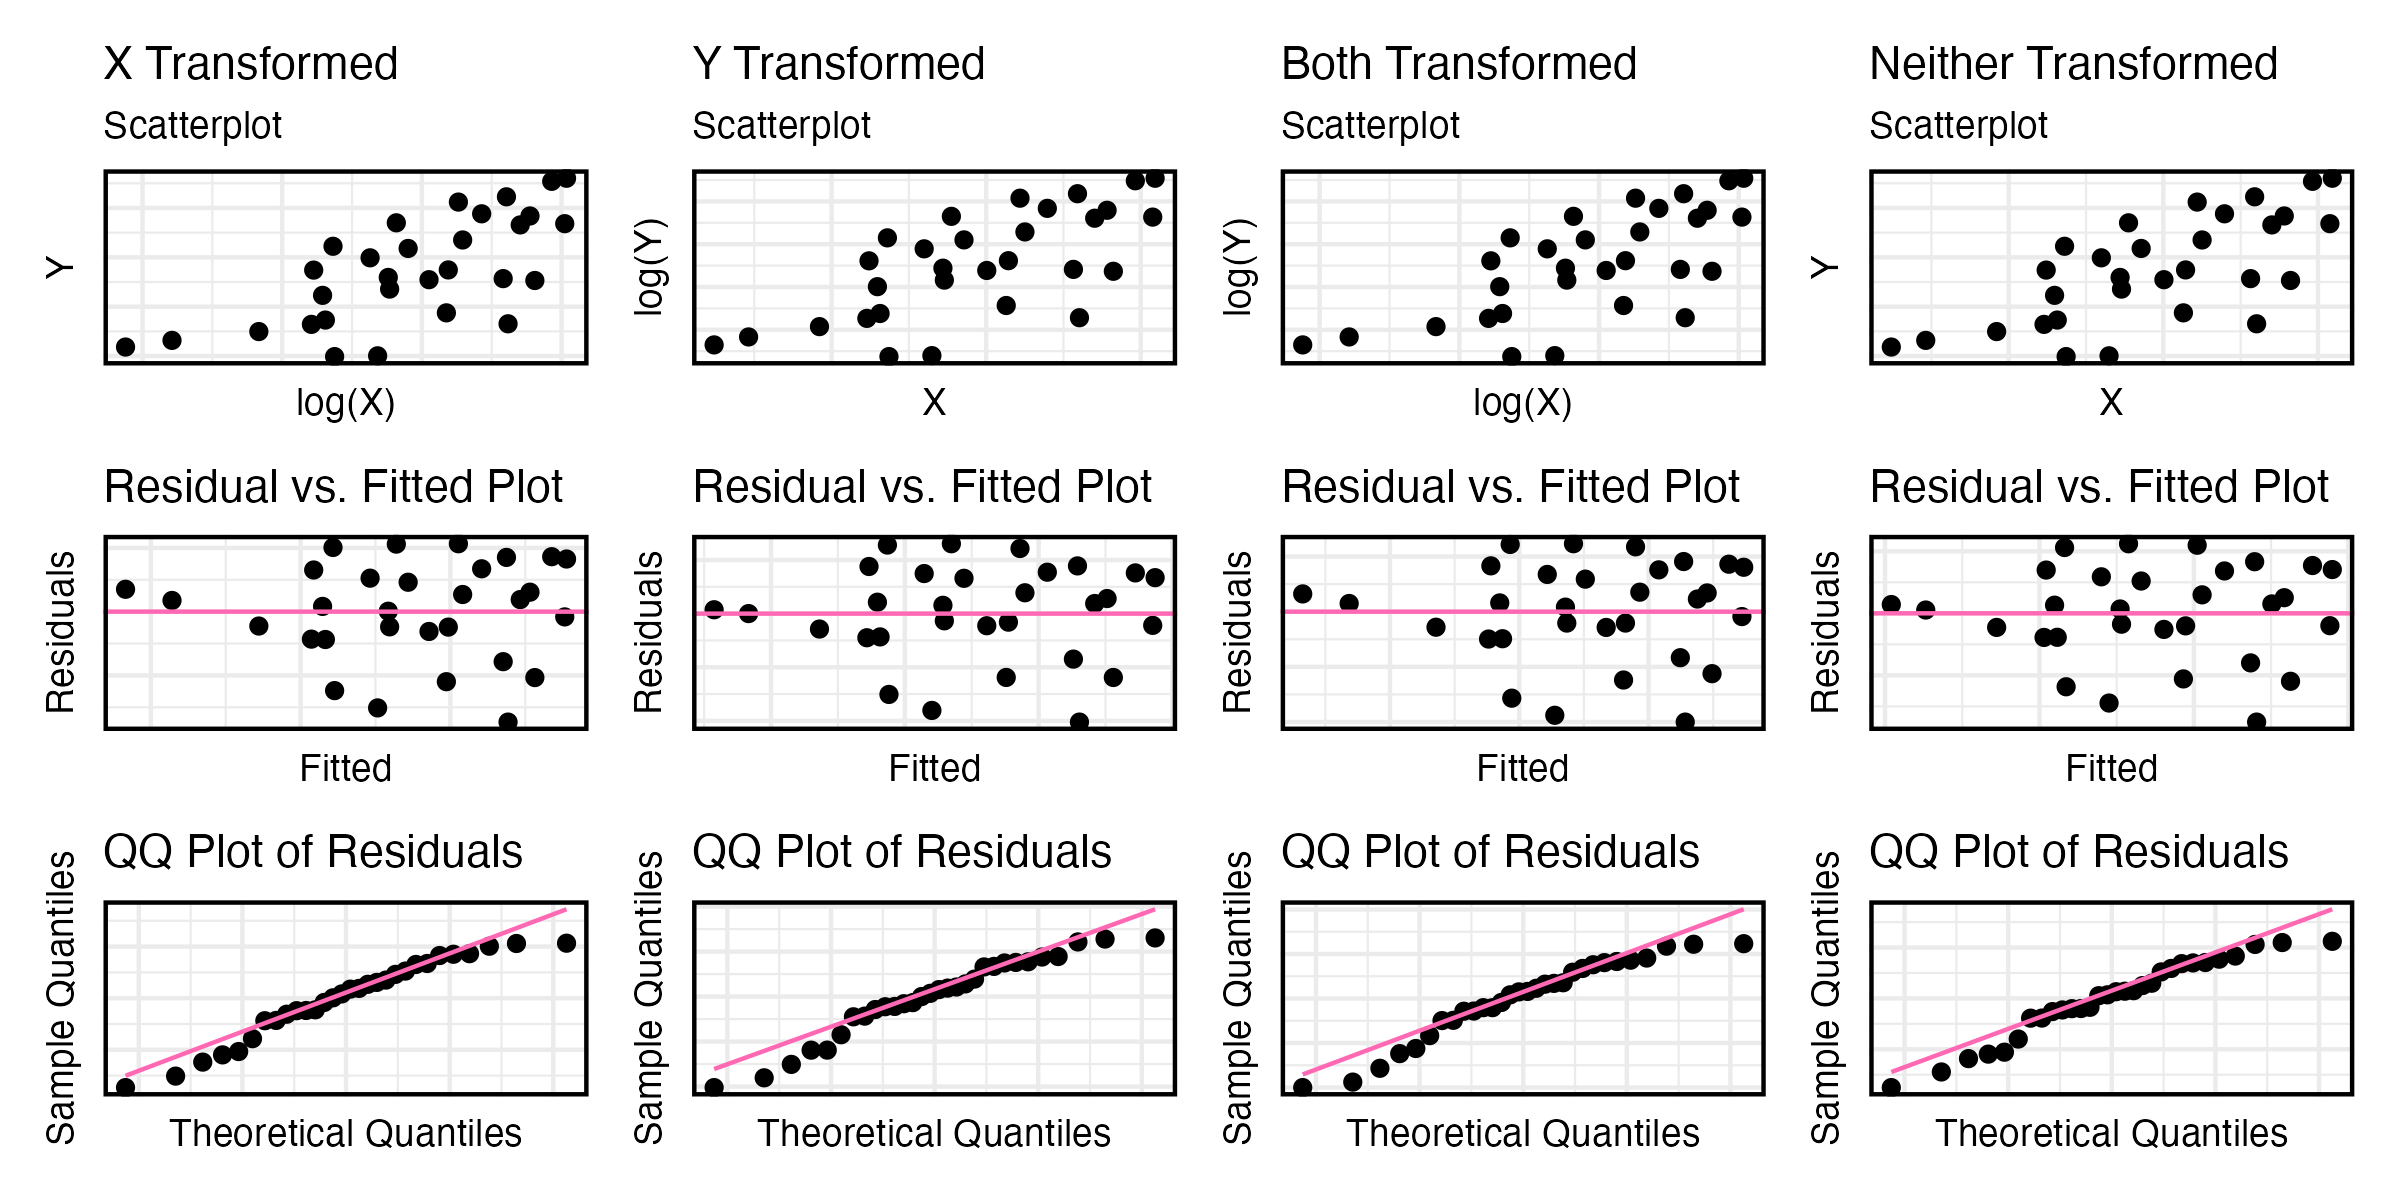 X Transformed
Scatterplot
Y
log(X)
Residual vs. Fitted Plot
Residuals
Fitted
QQ Plot of Residuals
Sample Quantiles
Theoretical Quantiles
Y Transformed
Scatterplot
log(Y)
X
Residual vs. Fitted Plot
Residuals
Fitted
QQ Plot of Residuals
Sample Quantiles
Theoretical Quantiles
Both Transformed
Scatterplot
log(Y)
log(X)
Residual vs. Fitted Plot
Residuals
Fitted
QQ Plot of Residuals
Sample Quantiles
Theoretical Quantiles
Neither Transformed
Scatterplot
Y
X
Residual vs. Fitted Plot
Residuals
Fitted
QQ Plot of Residuals
Sample Quantiles
Theoretical Quantiles